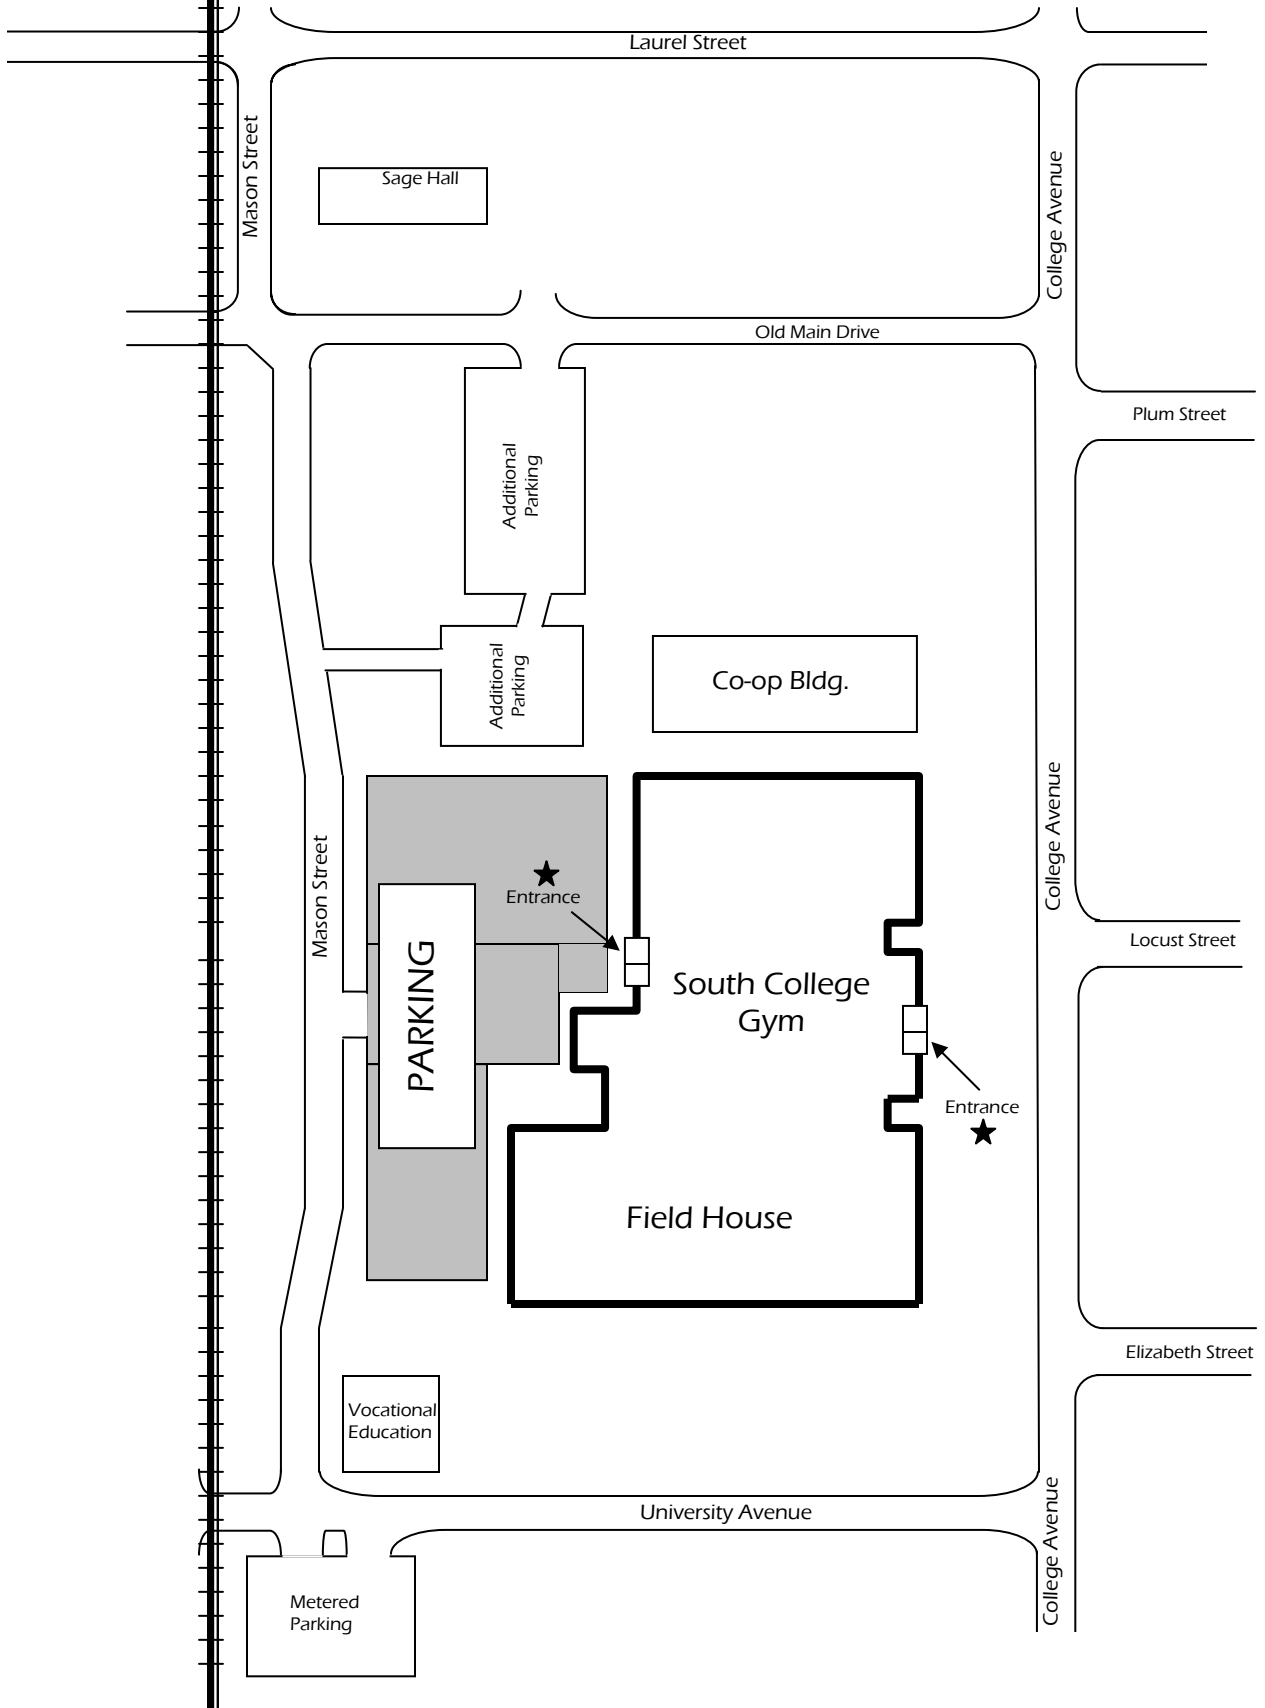 Laurel Street
Mason Street
Sage Hall
College Avenue
Old Main Drive
Plum Street
Additional
Parking
Additional
Parking
Co-op Bldg.
Mason Street
College Avenue
Entrance
PARKING
South College
Gym
Locust Street
Entrance
Field House
Elizabeth Street
Vocational
Education
University Avenue
College Avenue
Metered
Parking